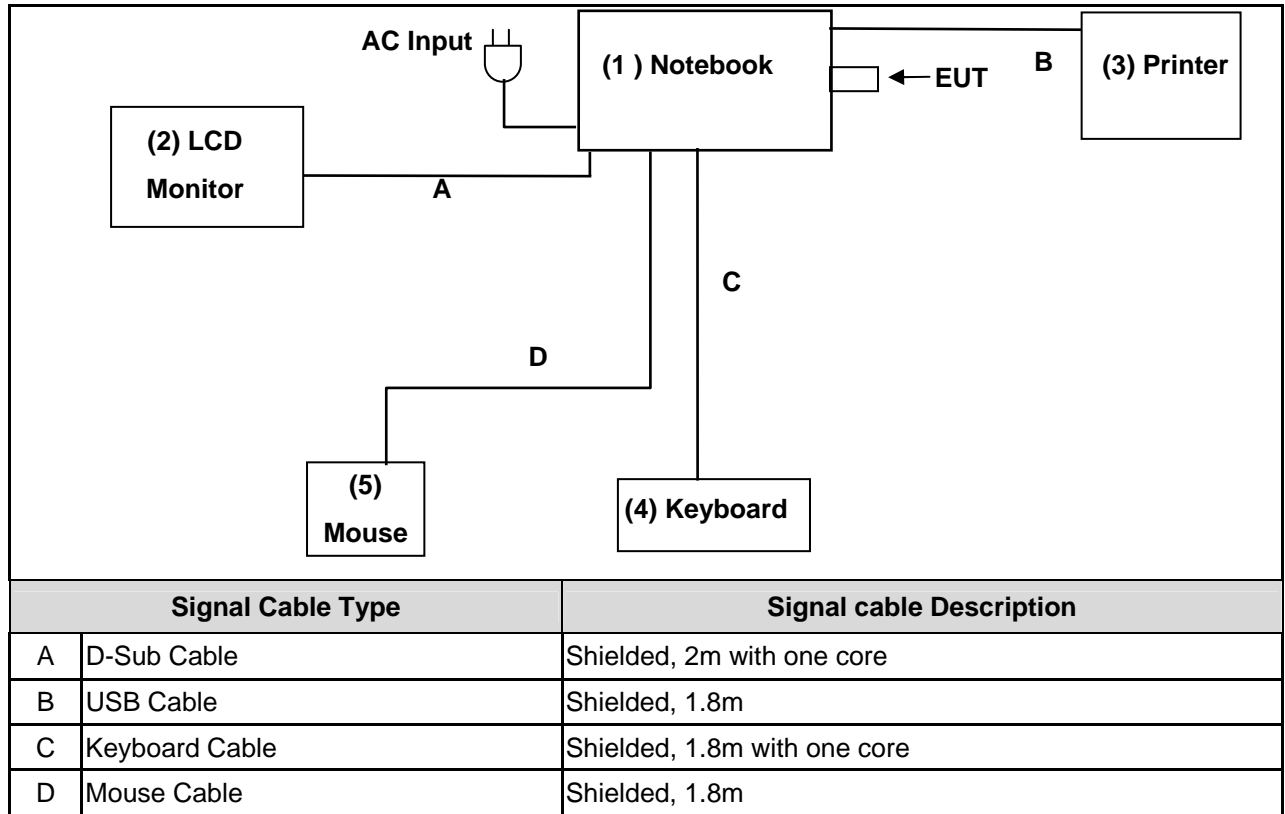 AC Input
(1 ) Notebook
EUT
B
(3) Printer
(2) LCD
Monitor
A
C
D
(5)
Mouse
(4) Keyboard
Signal Cable Type Signal cable Description
A D-Sub Cable Shielded, 2m with one core
B USB Cable Shielded, 1.8m
C Keyboard Cable Shielded, 1.8m with one core
D Mouse Cable Shielded, 1.8m